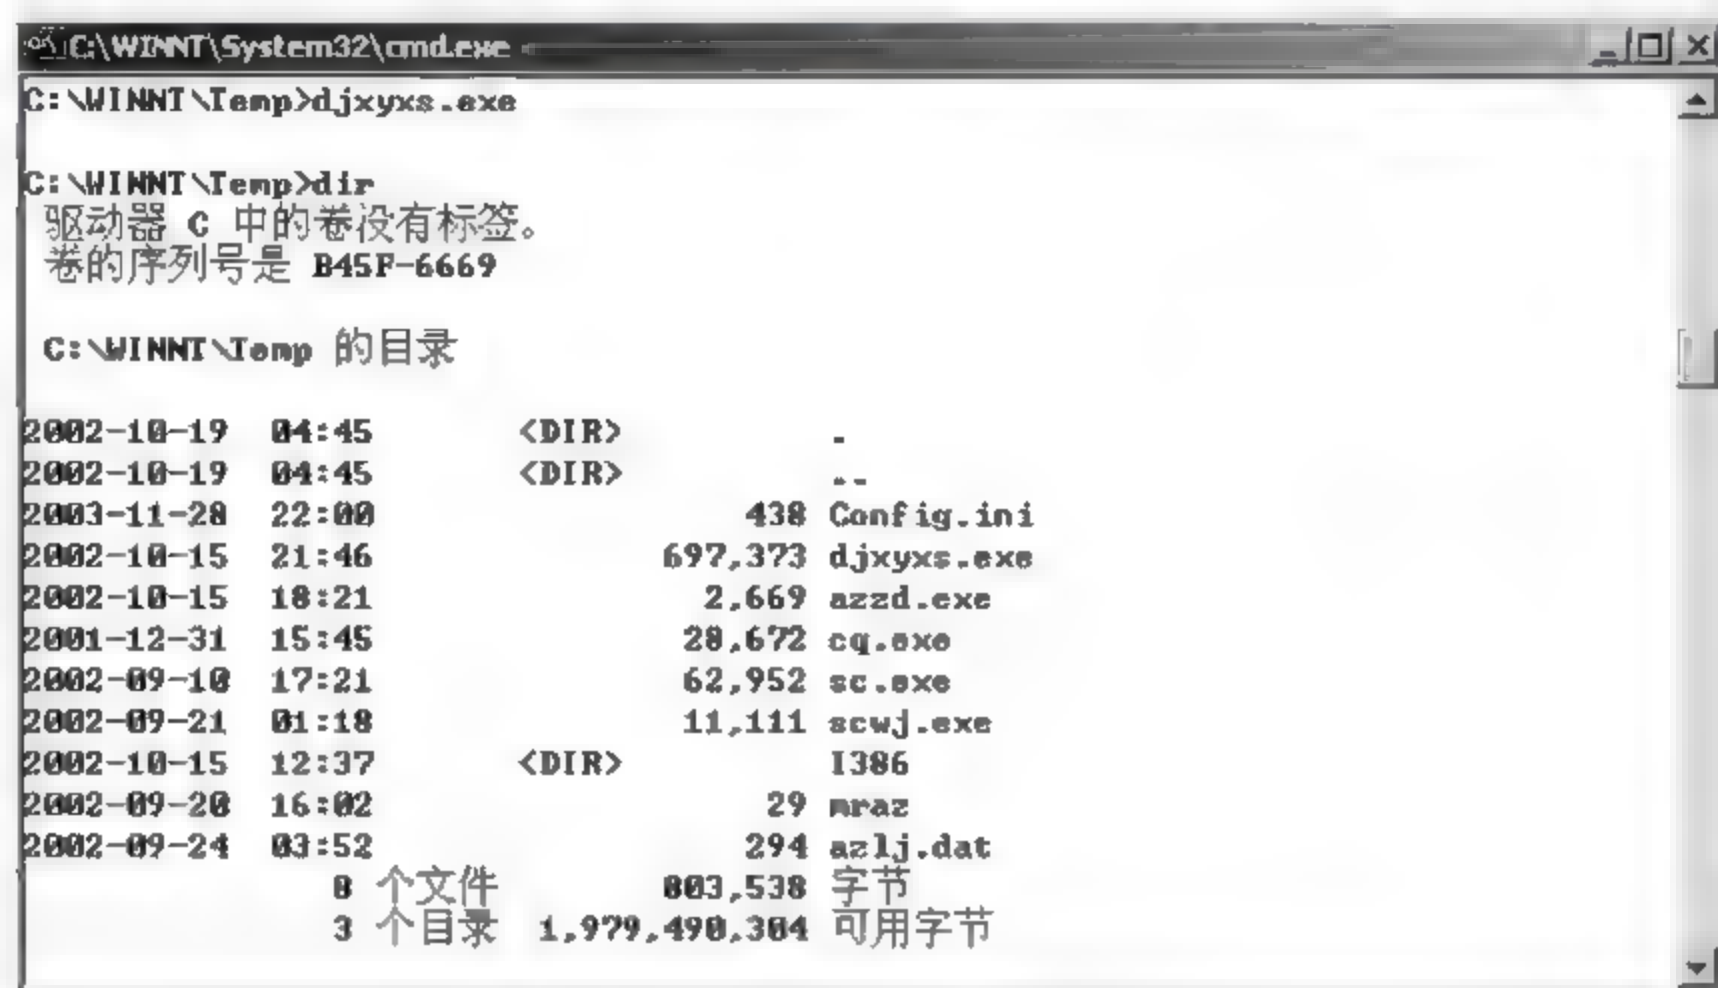 C:\WINNT\System32\cmd.exe
C:\WINNT\Temp>djxyxs.exe
C:\WINNT\Temp>dir
驱动器 C 中的卷没有标签。
卷的序列号是 B45F-6669
C:\WINNT\Temp 的目录
2002-10-19 04:45 <DIR> .
2002-10-19 04:45 <DIR> ..
2003-11-28 22:00 438 Config.ini
2002-10-15 21:46 697,373 djxyxs.exe
2002-10-15 18:21 2,669 azzd.exe
2001-12-31 15:45 28,672 cq.exe
2002-09-10 17:21 62,952 sc.exe
2002-09-21 01:18 11,111 scwj.exe
2002-10-15 12:37 <DIR> I386
2002-09-20 16:02 29 mraz
2002-09-24 03:52 294 azlj.dat
8 个文件 803,538 字节
3 个目录 1,979,490,304 可用字节